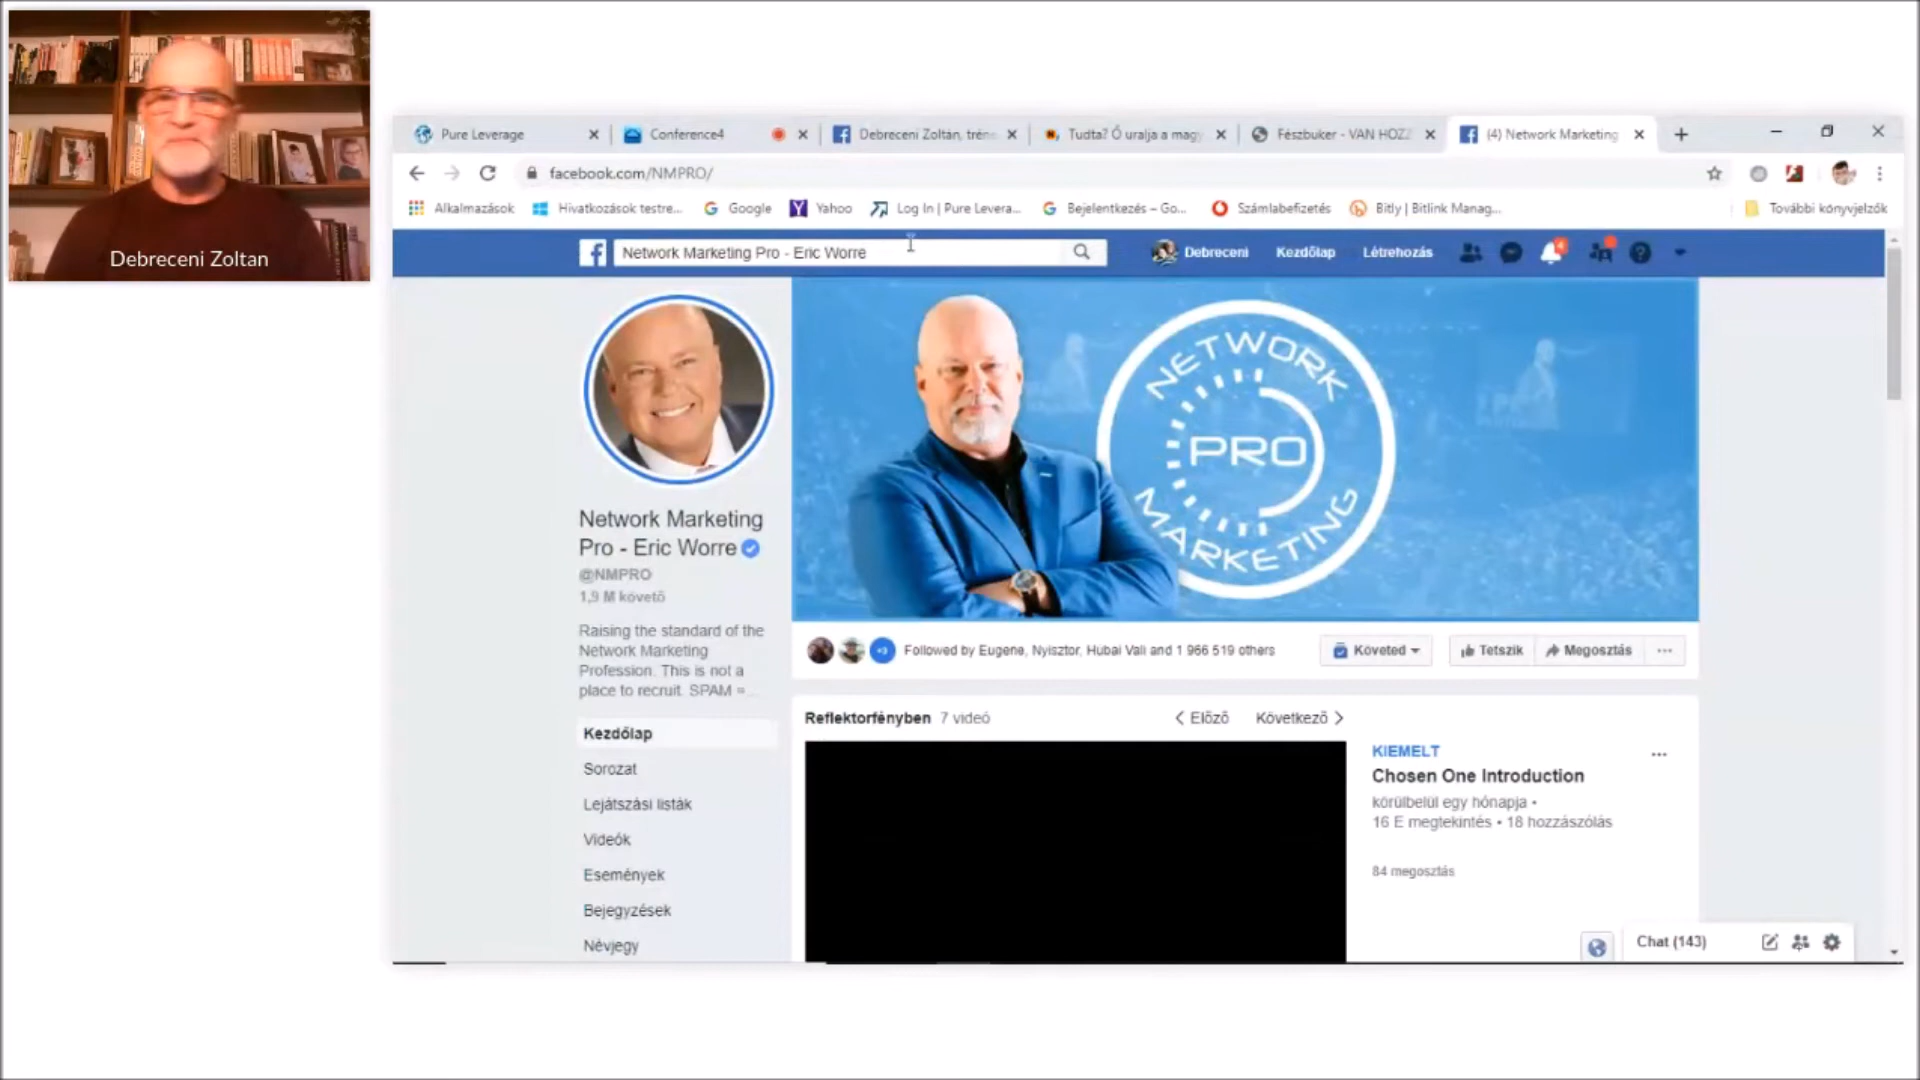 Debreceni Zoltan
Pure Leverage
Conference4
Debreceni Zoltán, tréne
Tudta? Ő uralja a magy
Fészbuker - VAN HOZZ
(4) Network Marketing
facebook.com/NMPRO/
Alkalmazások
Hivatkozások testre...
Google
Yahoo
Log In | Pure Levera...
Bejelentkezés – Go...
Számlabefizetés
Bitly | Bitlink Manag...
További könyvjelzők
Network Marketing Pro - Eric Worre
Debreceni
Kezdőlap
Létrehozás
4
NETWORK
PRO
MARKETING
Network Marketing
Pro - Eric Worre
@NMPRO
1,9 M követő
Raising the standard of the
Network Marketing
Profession. This is not a
place to recruit. SPAM = ...
Followed by Eugene, Nyisztor, Hubai Vali and 1 966 519 others
Követed
Tetszik
Megosztás
Kezdőlap
Sorozat
Lejátszási listák
Videók
Események
Bejegyzések
Névjegy
Reflektorfényben 7 videó
Előző
Következő
KIEMELT
Chosen One Introduction
körülbelül egy hónapja •
16 E megtekintés • 18 hozzászólás
84 megosztás
Chat (143)